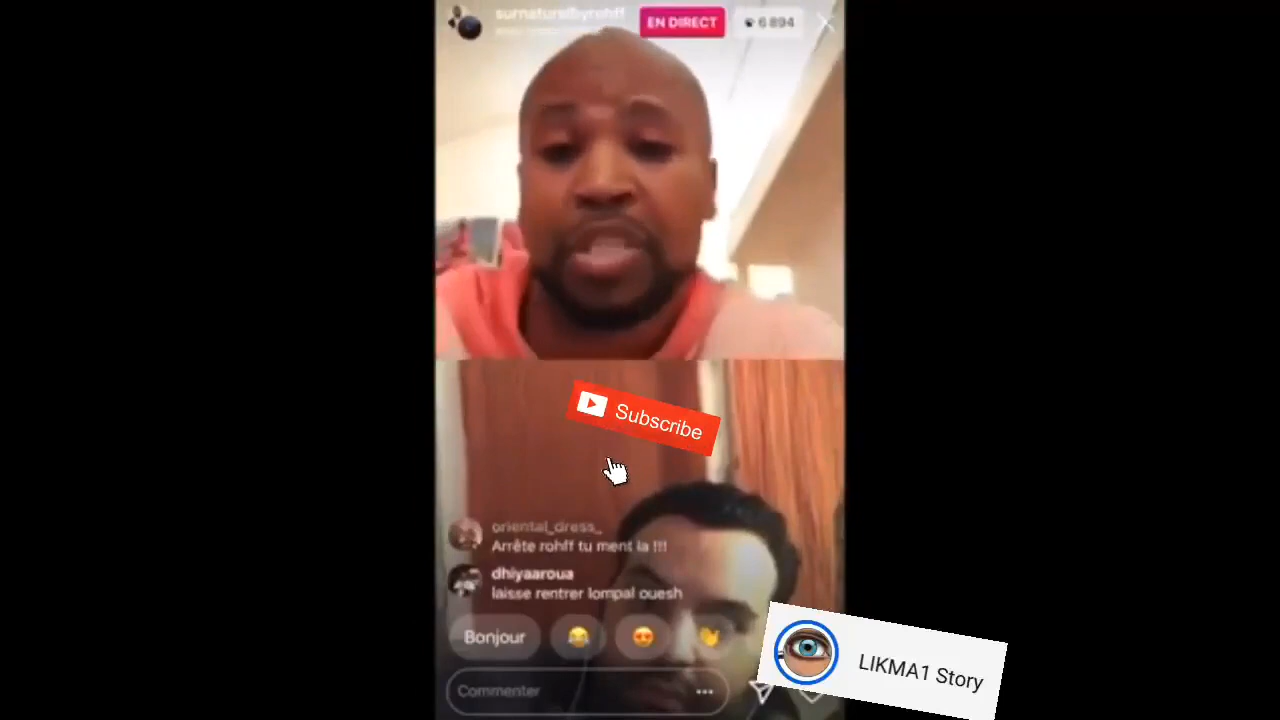 surnaturelbyrohff
EN DIRECT
6 894
Subscribe
oriental_dress_
Arrête rohff tu ment la !!!
dhiyaaroua
laisse rentrer lompal ouesh
Bonjour
Commenter
LIKMA1 Story